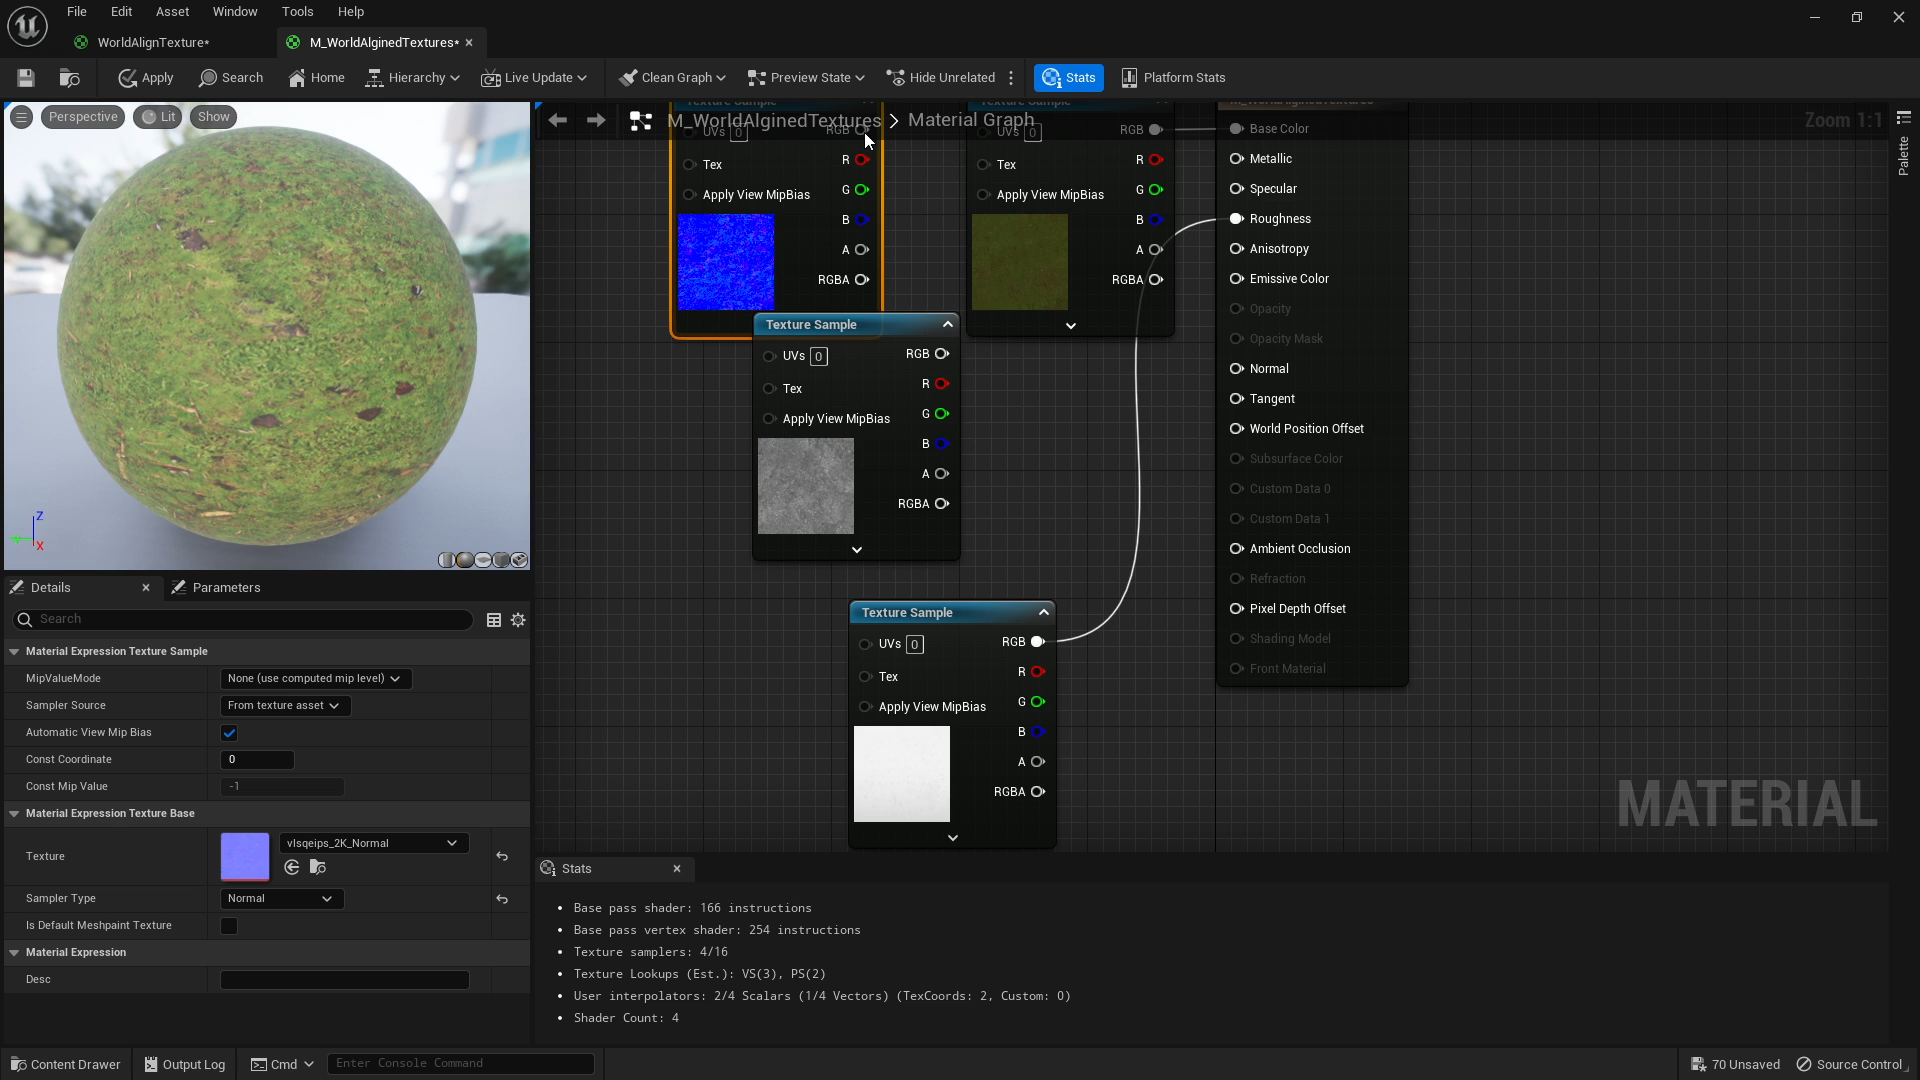 File Edit Asset Window Tools Help
WorldAlignTexture* M_WorldAlginedTextures*
Apply Search Home Hierarchy Live Update Clean Graph Preview State Hide Unrelated Stats Platform Stats
Perspective Lit Show
M_WorldAlginedTextures > Material Graph
Zoom 1:1
Palette
Texture Sample
UVs 0 RGB
Tex R
Apply View MipBias G
B
A
RGBA
Texture Sample
UVs 0 RGB
Tex R
Apply View MipBias G
B
A
RGBA
M_WorldAlginedTextures
Base Color
Metallic
Specular
Roughness
Anisotropy
Emissive Color
Opacity
Opacity Mask
Normal
Tangent
World Position Offset
Subsurface Color
Custom Data 0
Custom Data 1
Ambient Occlusion
Refraction
Pixel Depth Offset
Shading Model
Front Material
Texture Sample
UVs 0 RGB
Tex R
Apply View MipBias G
B
A
RGBA
Texture Sample
UVs 0 RGB
Tex R
Apply View MipBias G
B
A
RGBA
MATERIAL
Z
X
Details Parameters
Search
Material Expression Texture Sample
MipValueMode None (use computed mip level)
Sampler Source From texture asset
Automatic View Mip Bias
Const Coordinate 0
Const Mip Value -1
Material Expression Texture Base
Texture vlsqeips_2K_Normal
Sampler Type Normal
Is Default Meshpaint Texture
Material Expression
Desc
Stats
• Base pass shader: 166 instructions
• Base pass vertex shader: 254 instructions
• Texture samplers: 4/16
• Texture Lookups (Est.): VS(3), PS(2)
• User interpolators: 2/4 Scalars (1/4 Vectors) (TexCoords: 2, Custom: 0)
• Shader Count: 4
Content Drawer Output Log Cmd Enter Console Command 70 Unsaved Source Control